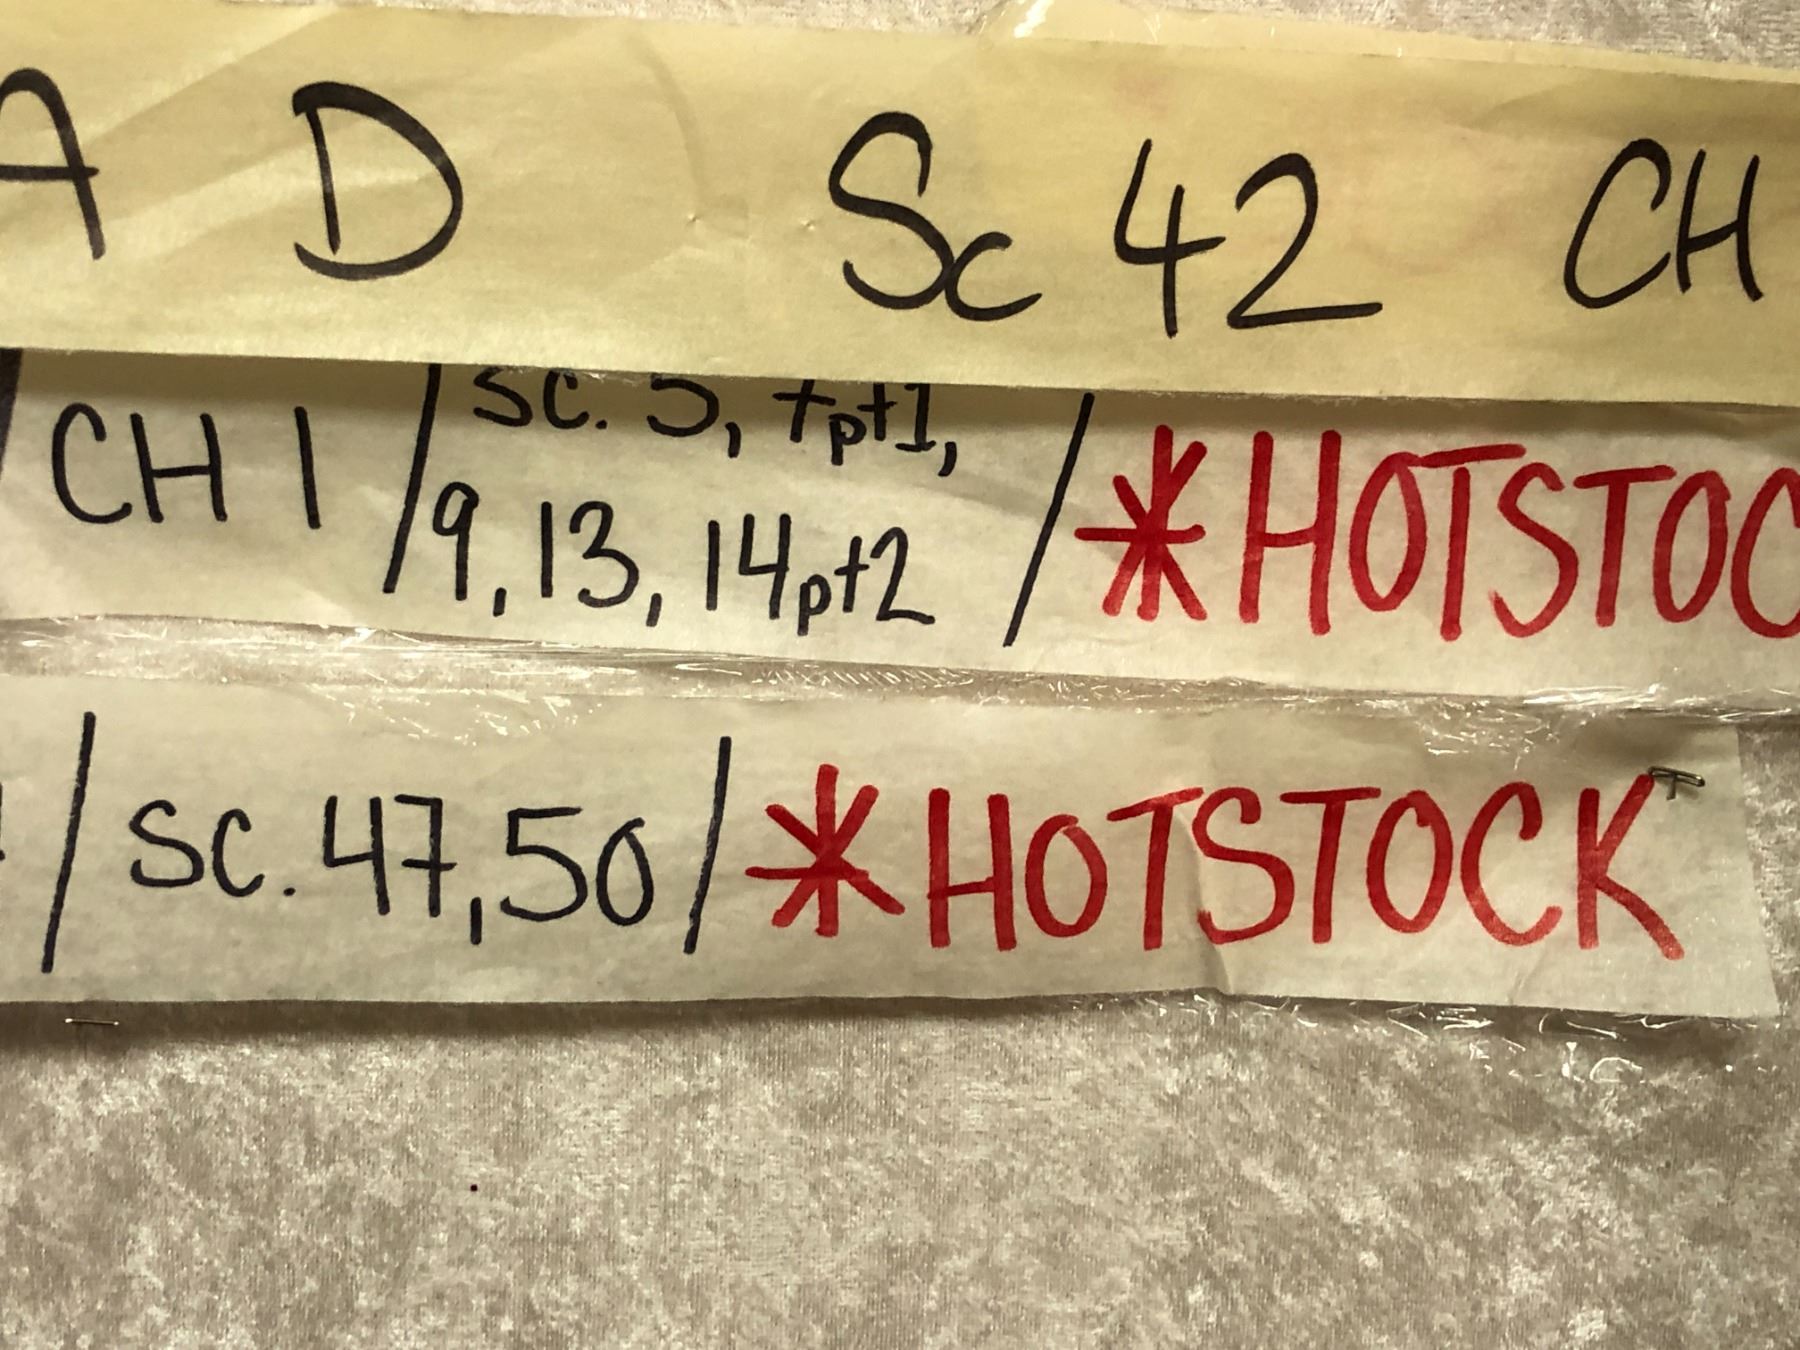 A D Sc 42 CH
CH 1 / SC. 5, 7pt1, / *HOTSTOC
9, 13, 14pt2
/ SC. 47, 50 / *HOTSTOCK